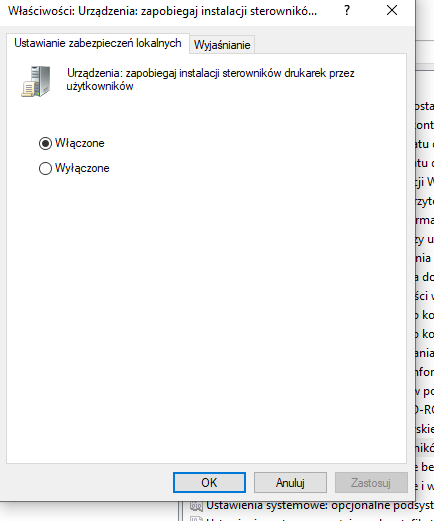 Właściwości: Urządzenia: zapobiegaj instalacji sterownikó...
?
Ustawianie zabezpieczeń lokalnych
Wyjaśnianie
Urządzenia: zapobiegaj instalacji sterowników drukarek przez
użytkowników
Włączone
Wyłączone
OK
Anuluj
Zastosuj
Ustawienia systemowe: opcjonalne podsyst